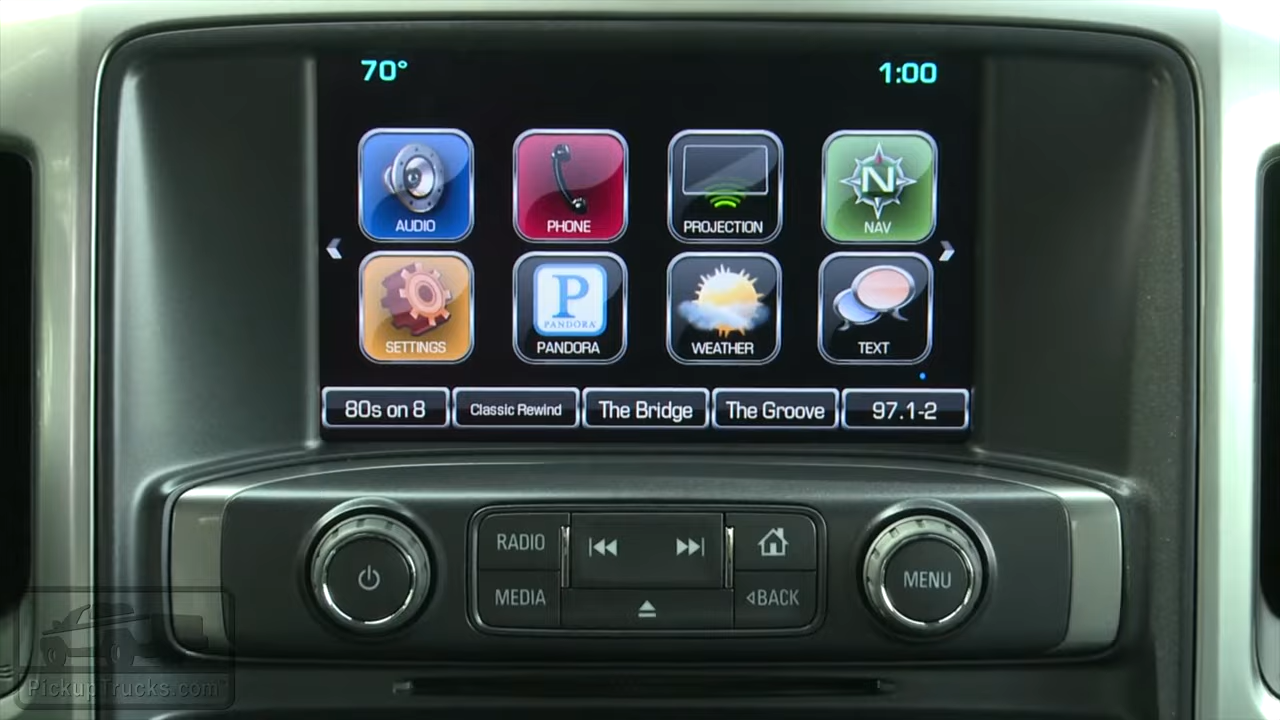 70° 1:00
AUDIO PHONE PROJECTION N NAV
SETTINGS P PANDORA PANDORA WEATHER TEXT
80s on 8 Classic Rewind The Bridge The Groove 97.1-2
RADIO
MEDIA BACK
MENU
PickupTrucks.com